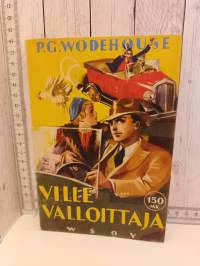 P.G. WODEHOUSE
VILLE
VALLOITTAJA
150
MK.
WSOY